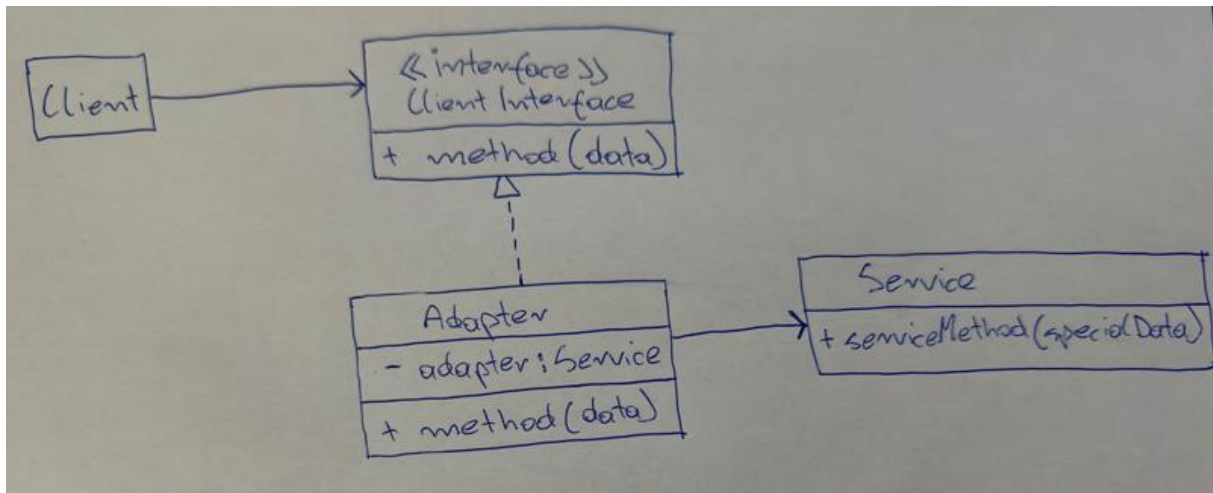 Client
<<interface>>
Client Interface
+ method(data)
Adapter
- adapter: Service
+ method(data)
Service
+ serviceMethod(specialData)